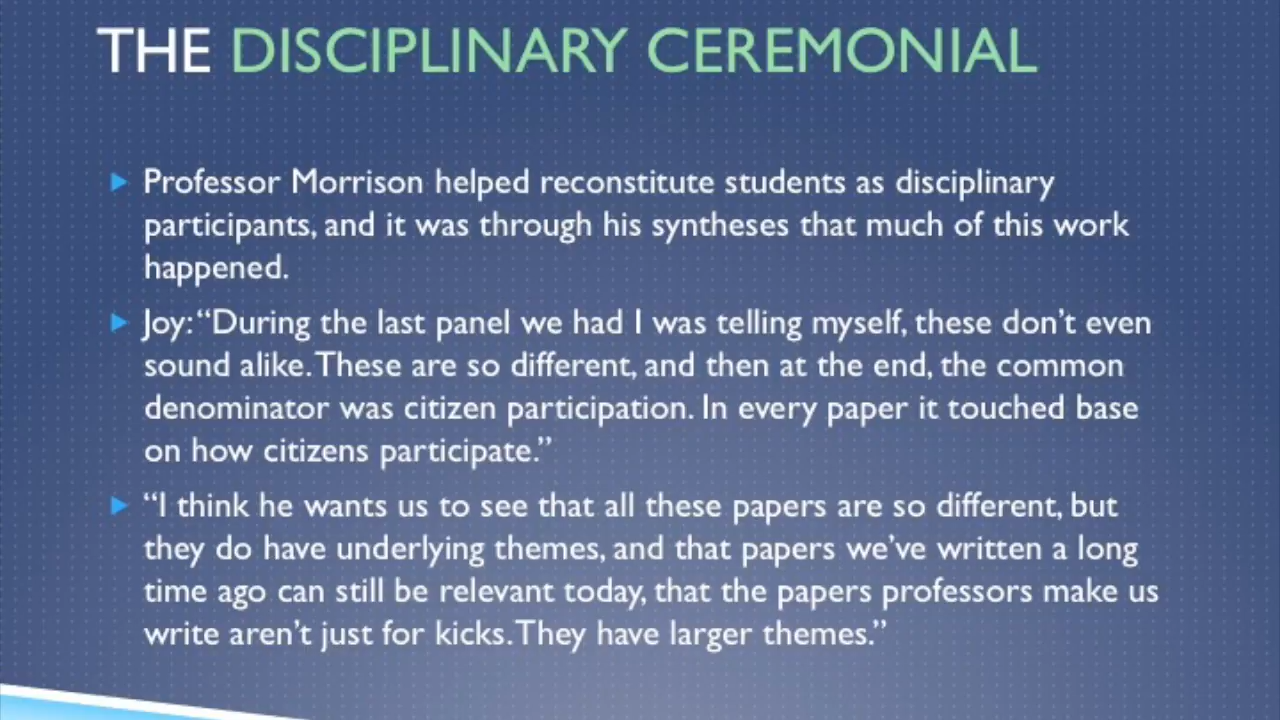 THE DISCIPLINARY CEREMONIAL
Professor Morrison helped reconstitute students as disciplinary
participants, and it was through his syntheses that much of this work
happened.
Joy: “During the last panel we had I was telling myself, these don’t even
sound alike. These are so different, and then at the end, the common
denominator was citizen participation. In every paper it touched base
on how citizens participate.”
“I think he wants us to see that all these papers are so different, but
they do have underlying themes, and that papers we’ve written a long
time ago can still be relevant today, that the papers professors make us
write aren’t just for kicks. They have larger themes.”